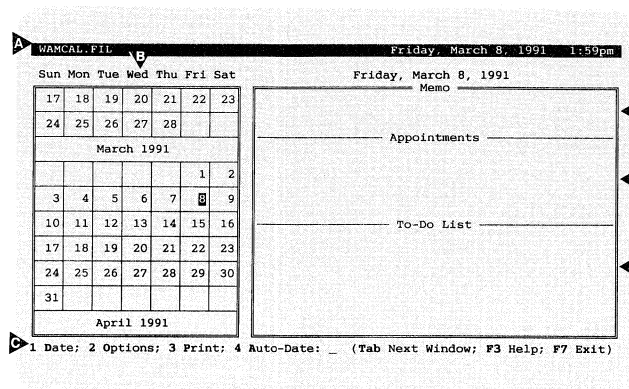 A
WAMCAL.FIL Friday, March 8, 1991 1:59pm
B
Sun Mon Tue Wed Thu Fri Sat
17 18 19 20 21 22 23
24 25 26 27 28
March 1991
1 2
3 4 5 6 7 8 9
10 11 12 13 14 15 16
17 18 19 20 21 22 23
24 25 26 27 28 29 30
31
April 1991
Friday, March 8, 1991
Memo
Appointments
To-Do List
C
1 Date; 2 Options; 3 Print; 4 Auto-Date: _ (Tab Next Window; F3 Help; F7 Exit)